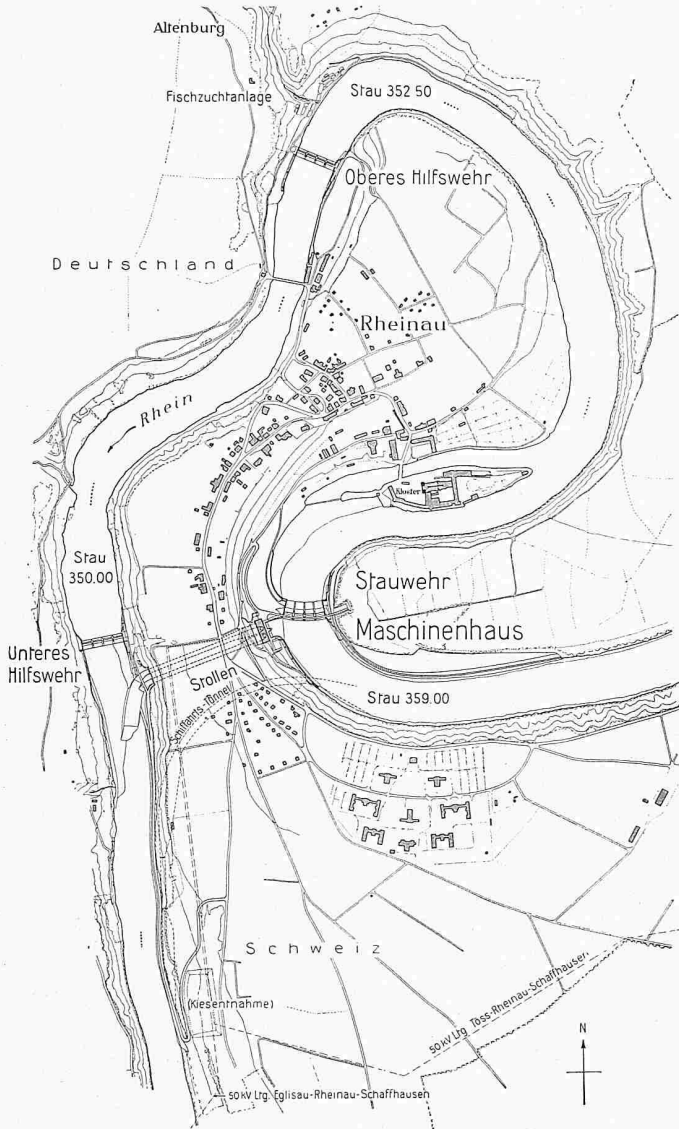 Altenburg
Fischzuchtanlage
Stau 352 50
Oberes Hilfswehr
Deutschland
Rheinau
Rhein
Kloster
Stau
350.00
Stauwehr
Maschinenhaus
Unteres
Hilfswehr
Stollen
Schiffahrts-Tunnel
Stau 359.00
Schweiz
(Kiesentnahme)
50 kV Ltg. Töss-Rheinau-Schaffhausen
N
50 kV Ltg. Eglisau-Rheinau-Schaffhausen